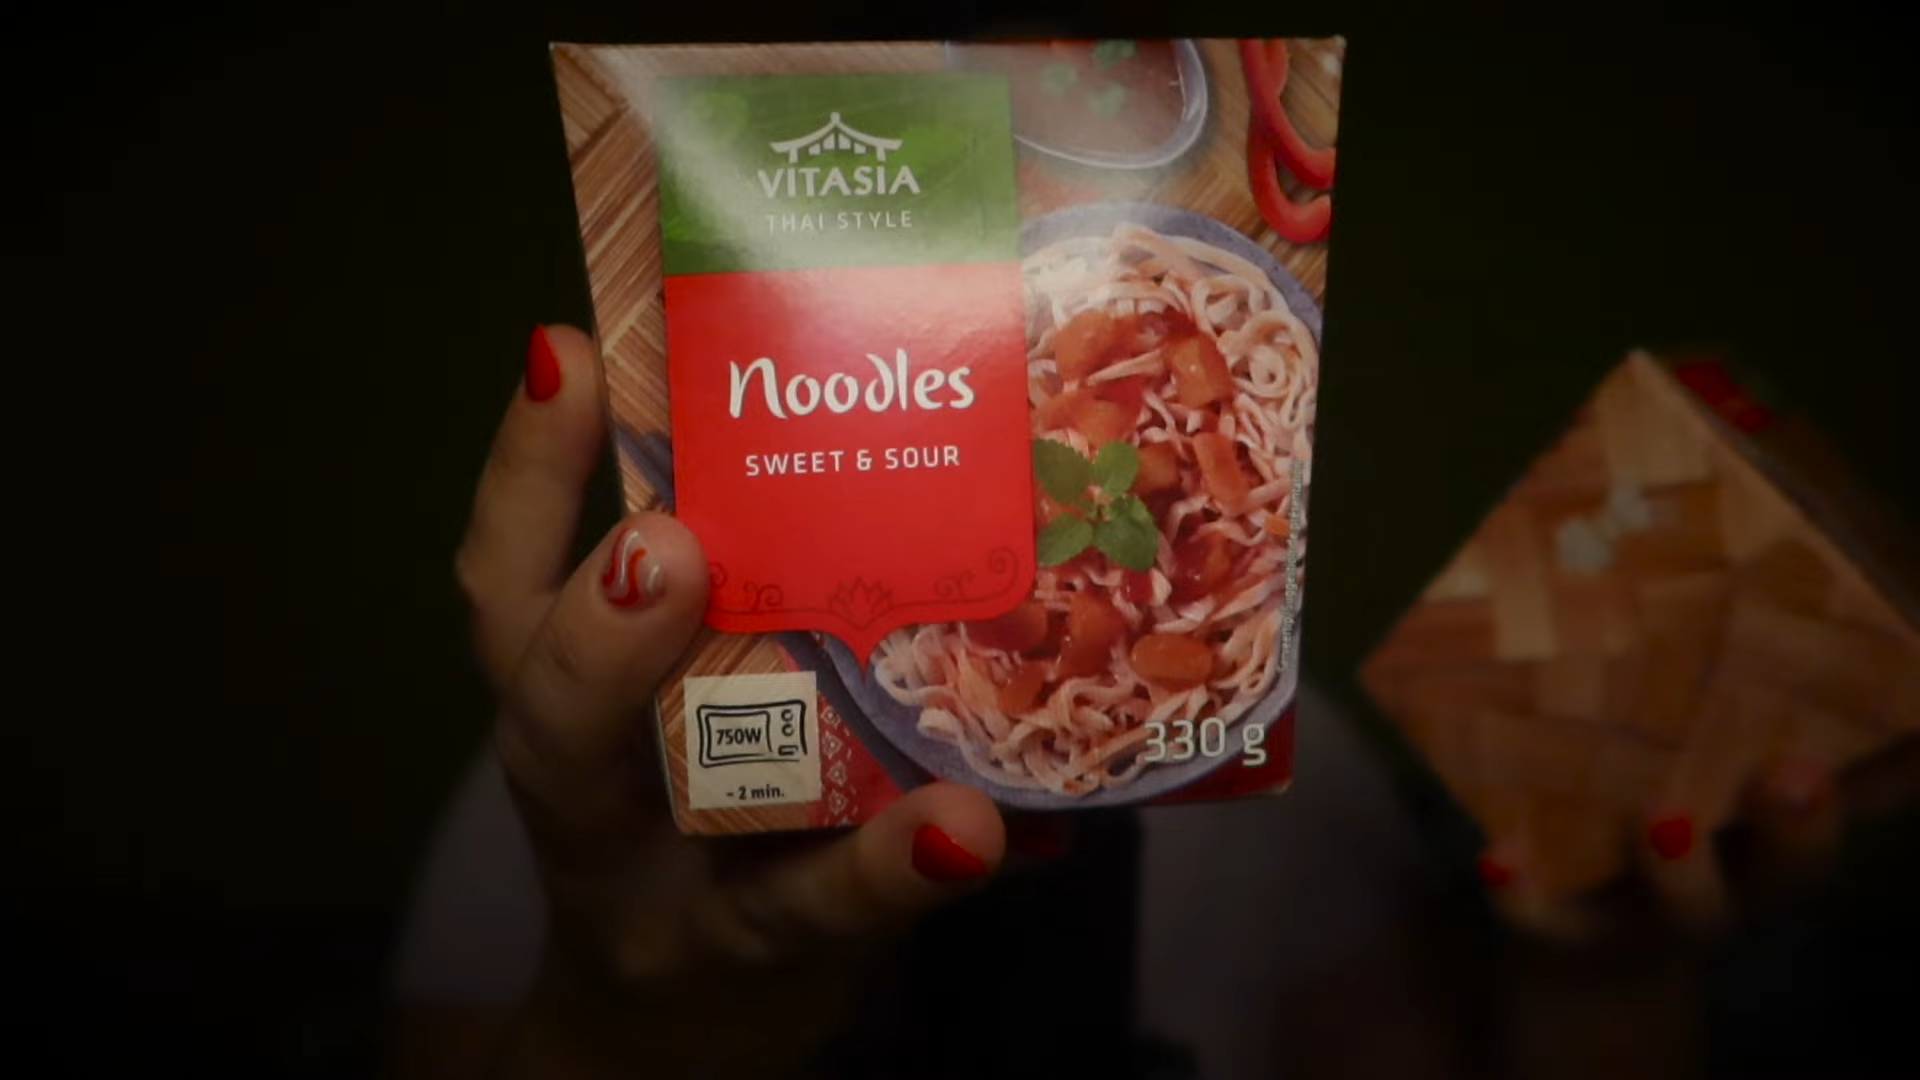 VITASIA
THAI STYLE
Noodles
SWEET & SOUR
750W
~ 2 min.
330 g